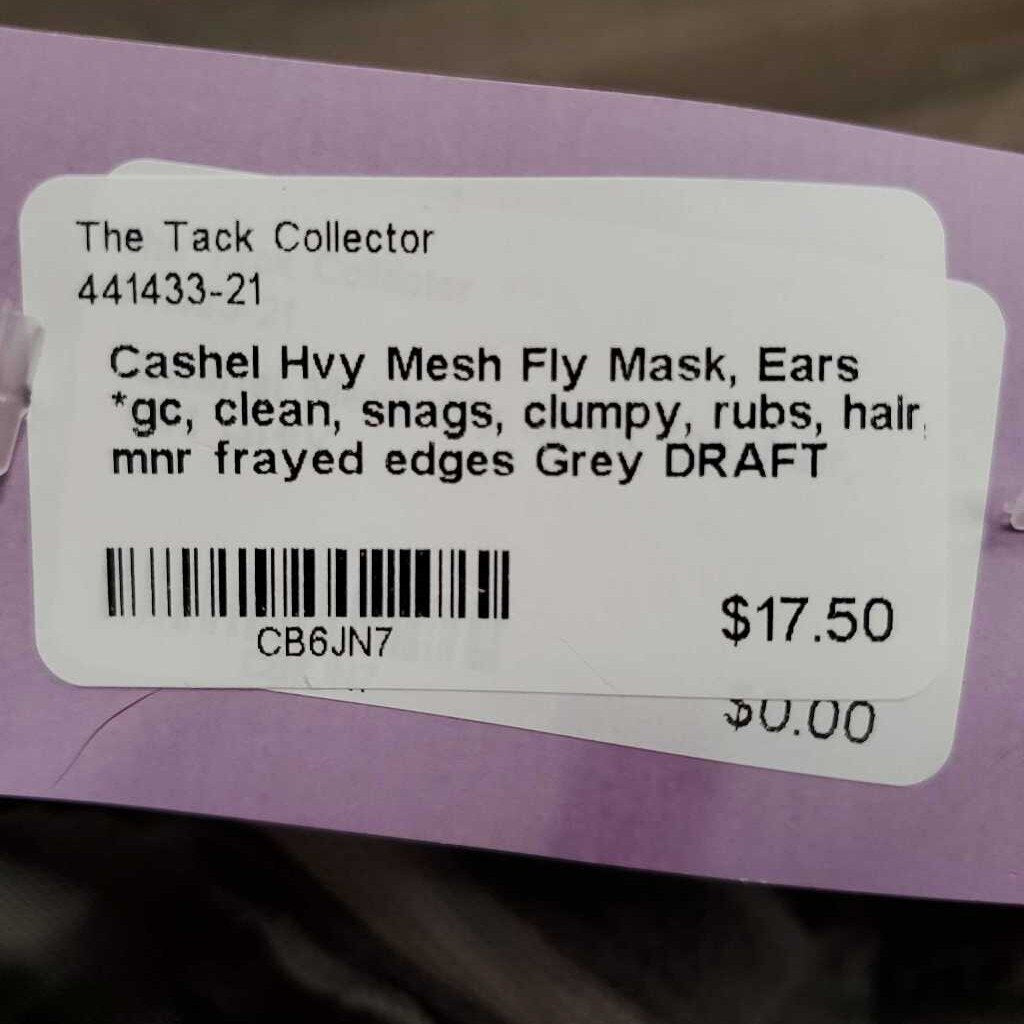 The Tack Collector
441433-21
Cashel Hvy Mesh Fly Mask, Ears
*gc, clean, snags, clumpy, rubs, hair,
mnr frayed edges Grey DRAFT
CB6JN7
$17.50
$0.00